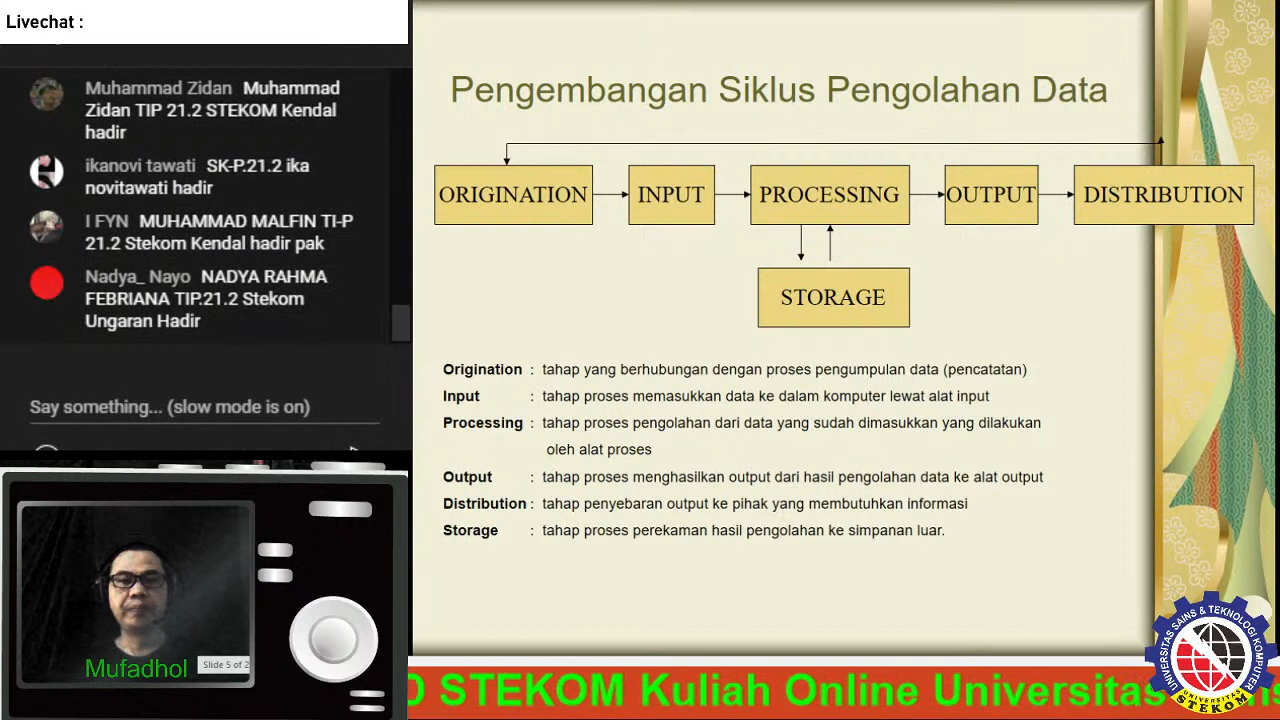 Livechat :
Muhammad Zidan Muhammad
Zidan TIP 21.2 STEKOM Kendal
hadir
ikanovi tawati SK-P.21.2 ika
novitawati hadir
I FYN MUHAMMAD MALFIN TI-P
21.2 Stekom Kendal hadir pak
Nadya_ Nayo NADYA RAHMA
FEBRIANA TIP.21.2 Stekom
Ungaran Hadir
Say something... (slow mode is on)
Mufadhol
Slide 5 of 2
Pengembangan Siklus Pengolahan Data
ORIGINATION
INPUT
PROCESSING
OUTPUT
DISTRIBUTION
STORAGE
Origination : tahap yang berhubungan dengan proses pengumpulan data (pencatatan)
Input : tahap proses memasukkan data ke dalam komputer lewat alat input
Processing : tahap proses pengolahan dari data yang sudah dimasukkan yang dilakukan
oleh alat proses
Output : tahap proses menghasilkan output dari hasil pengolahan data ke alat output
Distribution : tahap penyebaran output ke pihak yang membutuhkan informasi
Storage : tahap proses perekaman hasil pengolahan ke simpanan luar.
STEKOM Kuliah Online Universitas
UNIVERSITAS SAINS & TEKNOLOGI KOMPUTER
UNIVERSITAS
STEKOM